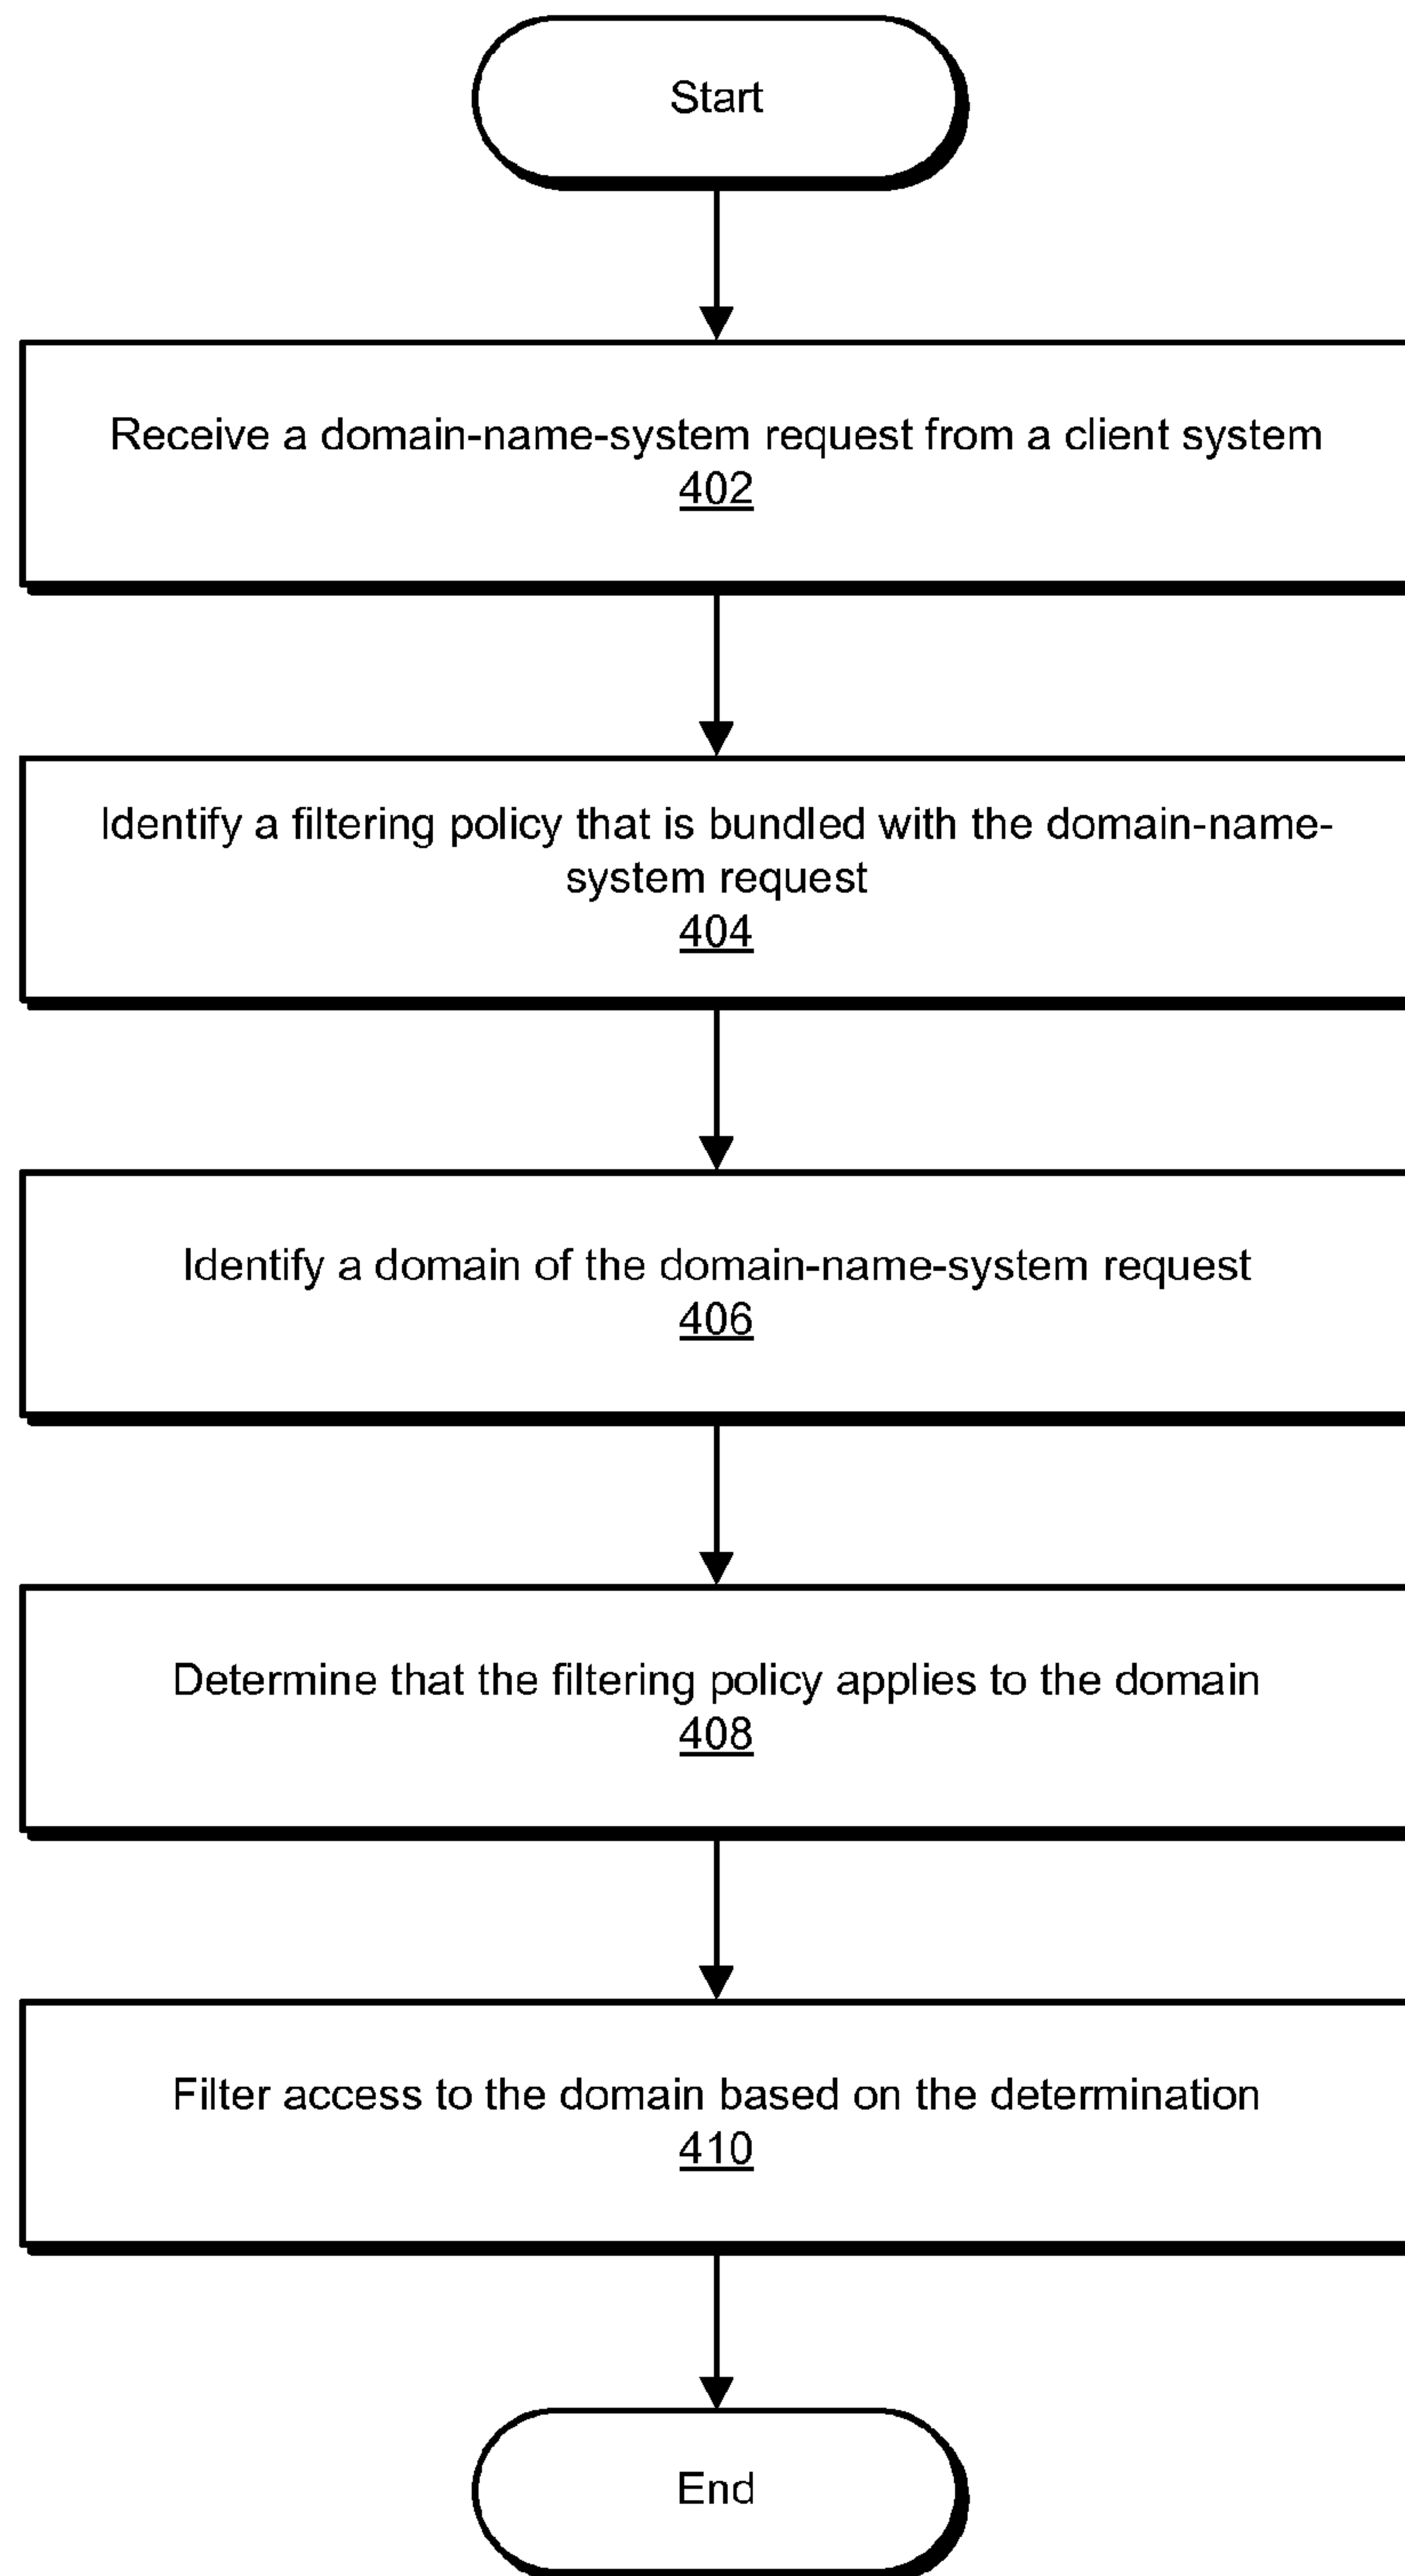 Start
Receive a domain-name-system request from a client system
402
Identify a filtering policy that is bundled with the domain-name-
system request
404
Identify a domain of the domain-name-system request
406
Determine that the filtering policy applies to the domain
408
Filter access to the domain based on the determination
410
End